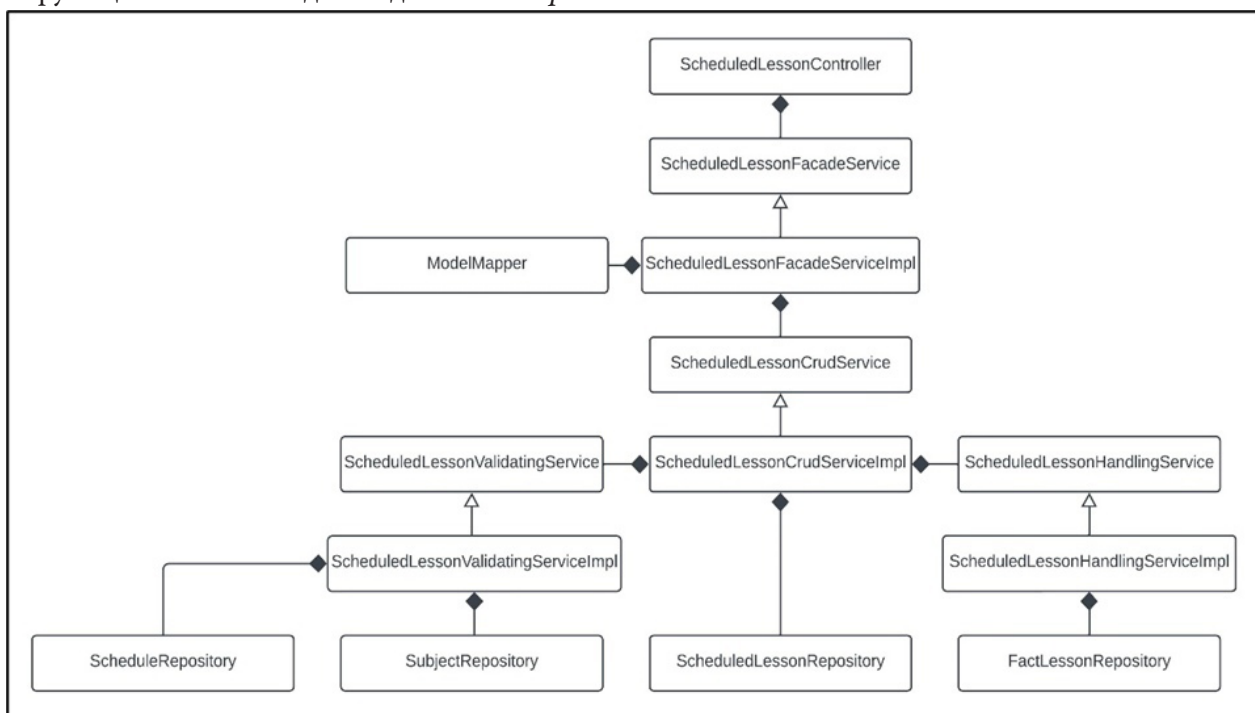 ScheduledLessonController
ScheduledLessonFacadeService
ModelMapper
ScheduledLessonFacadeServiceImpl
ScheduledLessonCrudService
ScheduledLessonValidatingService
ScheduledLessonCrudServiceImpl
ScheduledLessonHandlingService
ScheduledLessonValidatingServiceImpl
ScheduledLessonHandlingServiceImpl
ScheduleRepository
SubjectRepository
ScheduledLessonRepository
FactLessonRepository